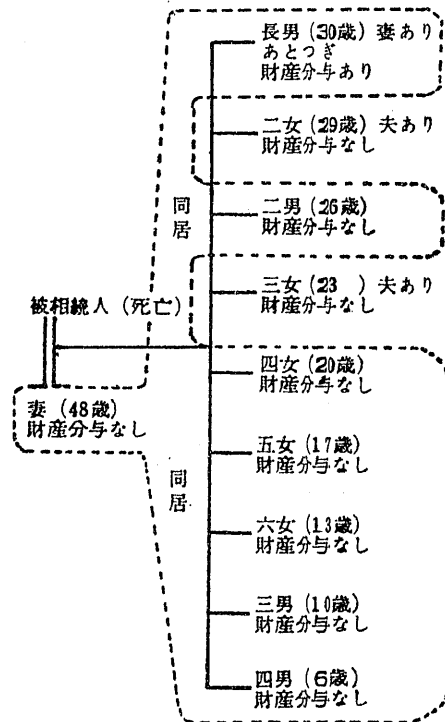 長男(30歳)妻あり
あとつぎ
財産分与あり
二女(29歳)夫あり
財産分与なし
同居
二男(26歳)
財産分与なし
三女(23 )夫あり
財産分与なし
被相続人(死亡)
四女(20歳)
財産分与なし
妻(48歳)
財産分与なし
五女(17歳)
財産分与なし
同居
六女(13歳)
財産分与なし
三男(10歳)
財産分与なし
四男(6歳)
財産分与なし